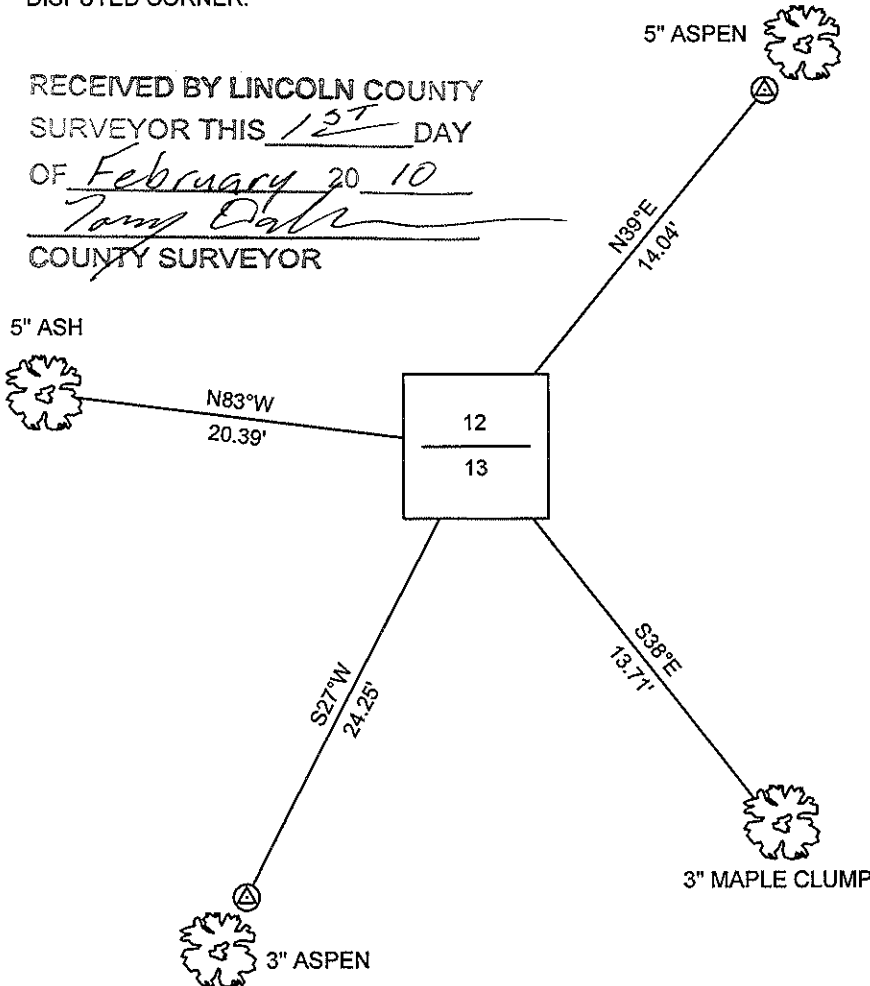 DISPUTED CORNER.
5" ASPEN
RECEIVED BY LINCOLN COUNTY
SURVEYOR THIS 1ST DAY
OF February 20 10
COUNTY SURVEYOR
N39°E
14.04'
5" ASH
N83°W
20.39'
12
13
S38°E
13.71'
S27°W
24.25'
3" MAPLE CLUMP
3" ASPEN